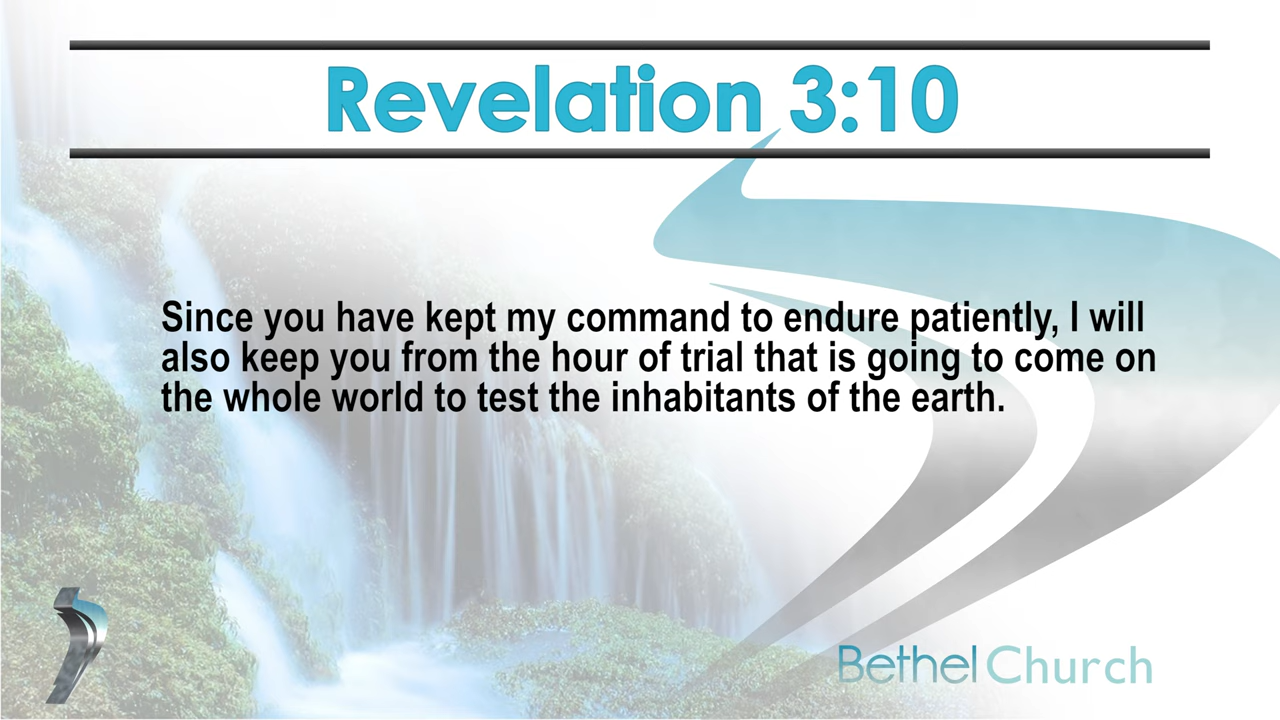 Revelation 3:10
Since you have kept my command to endure patiently, I will
also keep you from the hour of trial that is going to come on
the whole world to test the inhabitants of the earth.
Bethel Church